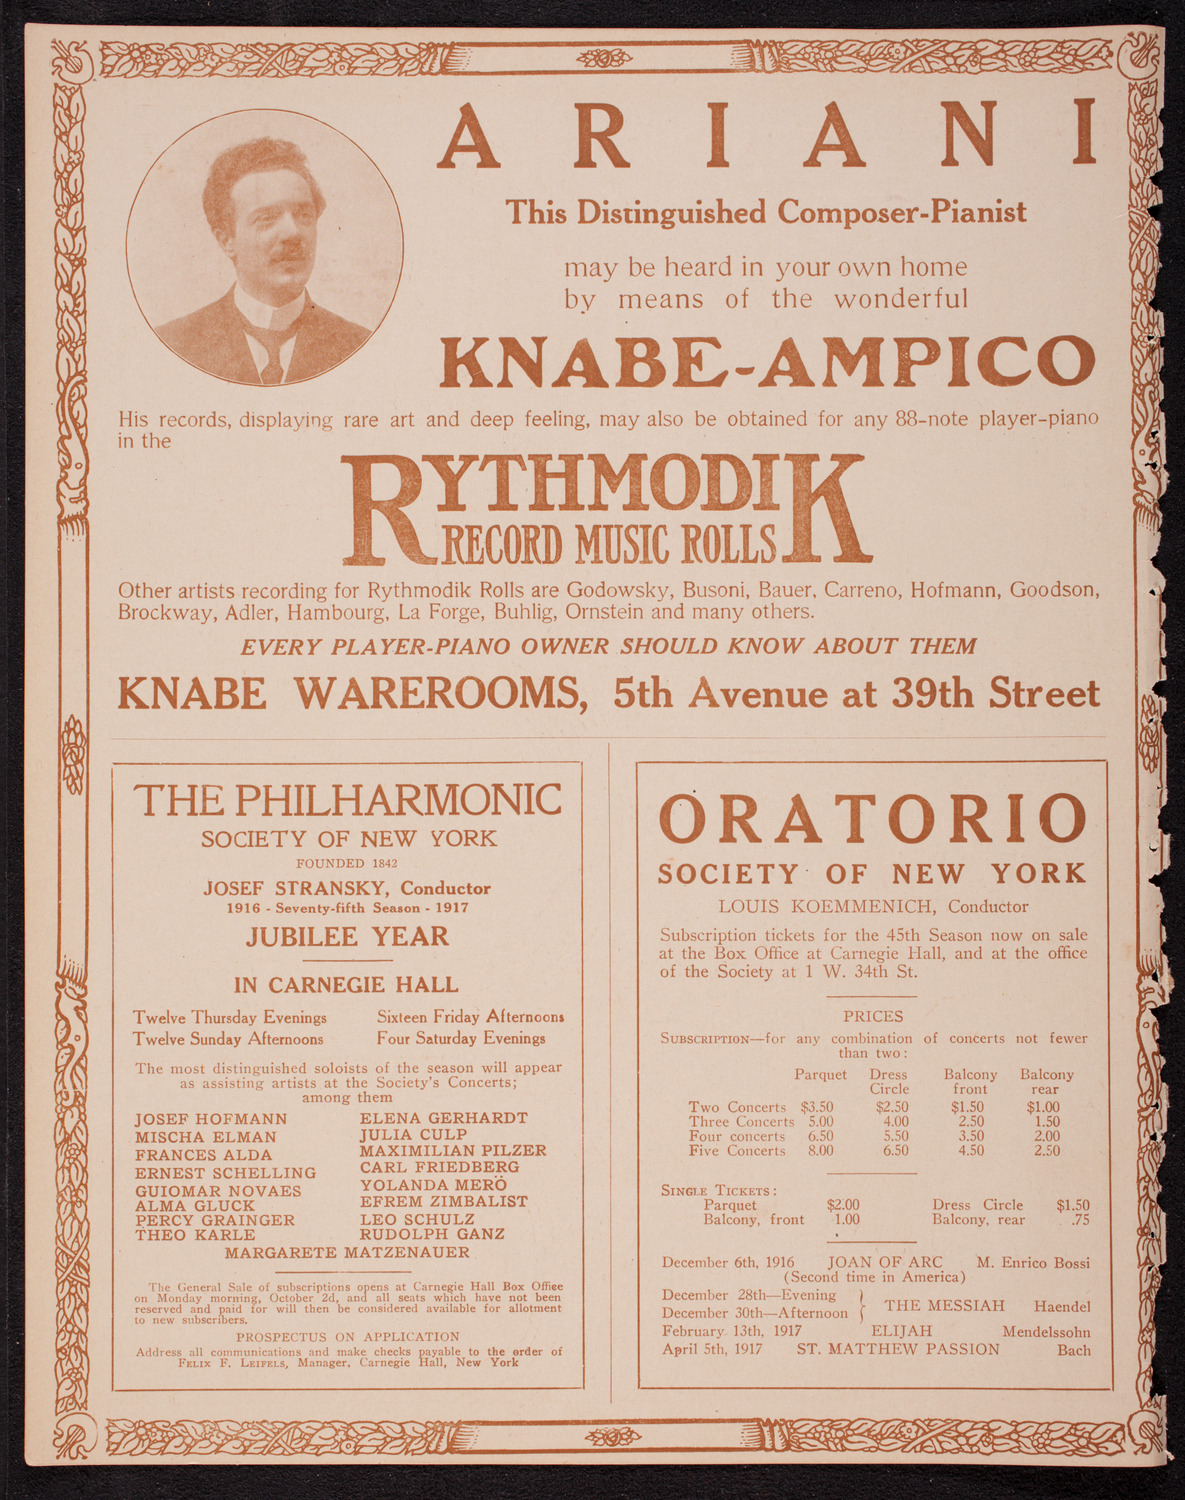 ARIANI
This Distinguished Composer-Pianist
may be heard in your own home
by means of the wonderful
KNABE-AMPICO
His records, displaying rare art and deep feeling, may also be obtained for any 88-note player-piano
in the
RYTHMODIK
RECORD MUSIC ROLLS
Other artists recording for Rythmodik Rolls are Godowsky, Busoni, Bauer, Carreno, Hofmann, Goodson,
Brockway, Adler, Hambourg, La Forge, Buhlig, Ornstein and many others.
EVERY PLAYER-PIANO OWNER SHOULD KNOW ABOUT THEM
KNABE WAREROOMS, 5th Avenue at 39th Street
THE PHILHARMONIC
SOCIETY OF NEW YORK
FOUNDED 1842
JOSEF STRANSKY, Conductor
1916 - Seventy-fifth Season - 1917
JUBILEE YEAR
IN CARNEGIE HALL
Twelve Thursday Evenings Sixteen Friday Afternoons
Twelve Sunday Afternoons Four Saturday Evenings
The most distinguished soloists of the season will appear
as assisting artists at the Society's Concerts;
among them
JOSEF HOFMANN
MISCHA ELMAN
FRANCES ALDA
ERNEST SCHELLING
GUIOMAR NOVAES
ALMA GLUCK
PERCY GRAINGER
THEO KARLE
ELENA GERHARDT
JULIA CULP
MAXIMILIAN PILZER
CARL FRIEDBERG
YOLANDA MERÖ
EFREM ZIMBALIST
LEO SCHULZ
RUDOLPH GANZ
MARGARETE MATZENAUER
The General Sale of subscriptions opens at Carnegie Hall Box Office
on Monday morning, October 2d, and all seats which have not been
reserved and paid for will then be considered available for allotment
to new subscribers.
PROSPECTUS ON APPLICATION
Address all communications and make checks payable to the order of
FELIX F. LEIFELS, Manager, Carnegie Hall, New York
ORATORIO
SOCIETY OF NEW YORK
LOUIS KOEMMENICH, Conductor
Subscription tickets for the 45th Season now on sale
at the Box Office at Carnegie Hall, and at the office
of the Society at 1 W. 34th St.
PRICES
SUBSCRIPTION—for any combination of concerts not fewer
than two:
Parquet Dress Balcony Balcony
Circle front rear
Two Concerts $3.50 $2.50 $1.50 $1.00
Three Concerts 5.00 4.00 2.50 1.50
Four concerts 6.50 5.50 3.50 2.00
Five Concerts 8.00 6.50 4.50 2.50
SINGLE TICKETS:
Parquet $2.00 Dress Circle $1.50
Balcony, front 1.00 Balcony, rear .75
December 6th, 1916 JOAN OF ARC M. Enrico Bossi
(Second time in America)
December 28th—Evening
December 30th—Afternoon } THE MESSIAH Haendel
February 13th, 1917 ELIJAH Mendelssohn
April 5th, 1917 ST. MATTHEW PASSION Bach